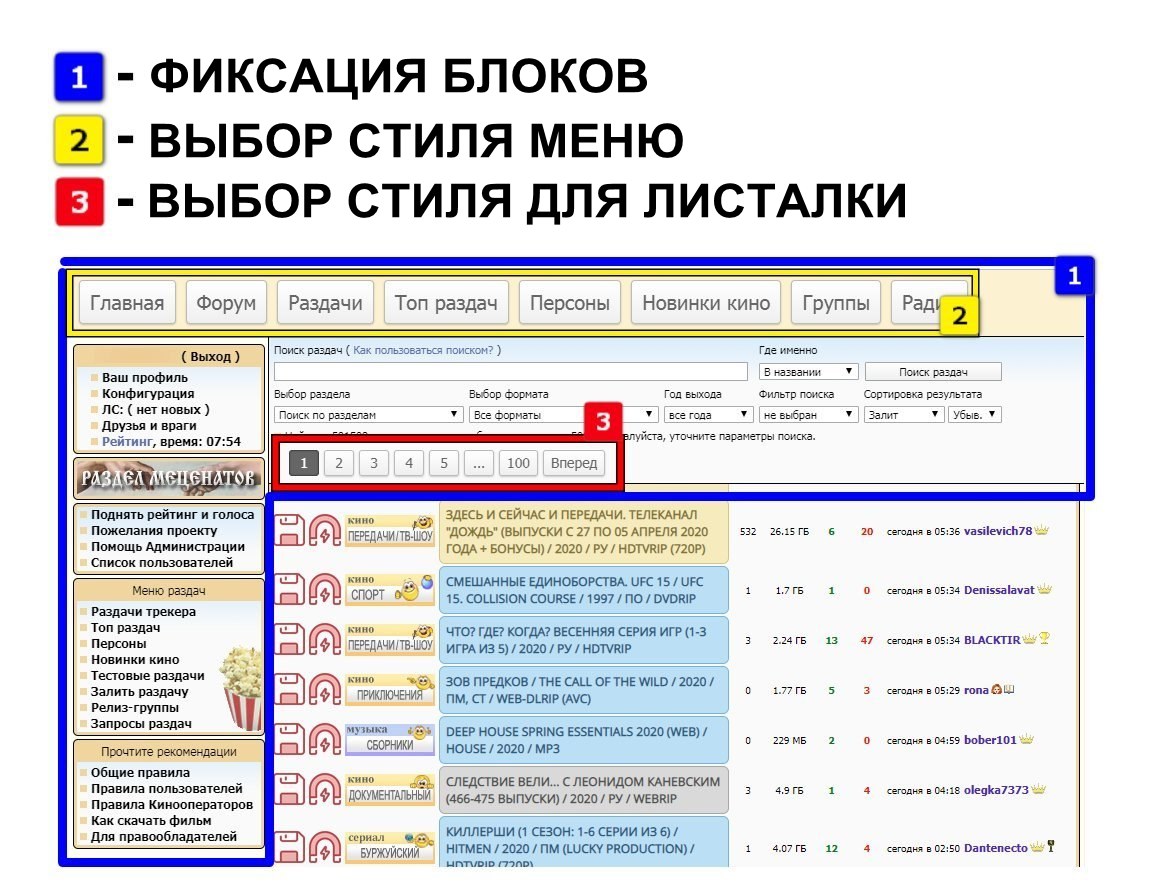 1 - ФИКСАЦИЯ БЛОКОВ
2 - ВЫБОР СТИЛЯ МЕНЮ
3 - ВЫБОР СТИЛЯ ДЛЯ ЛИСТАЛКИ
1
Главная Форум Раздачи Топ раздач Персоны Новинки кино Группы
2
( Выход )
Ваш профиль
Конфигурация
ЛС: ( нет новых )
Друзья и враги
Рейтинг, время: 07:54
РАЗДЕЛ МЕЦЕНАТОВ
Поднять рейтинг и голоса
Пожелания проекту
Помощь Администрации
Список пользователей
Меню раздач
Раздачи трекера
Топ раздач
Персоны
Новинки кино
Тестовые раздачи
Залить раздачу
Релиз-группы
Запросы раздач
Прочтите рекомендации
Общие правила
Правила пользователей
Правила Кинооператоров
Как скачать фильм
Для правообладателей
Поиск раздач ( Как пользоваться поиском? ) Где именно
В названии Поиск раздач
Выбор раздела Выбор формата Год выхода Фильтр поиска Сортировка результата
Поиск по разделам Все форматы все года не выбран Залит Убыв.
3
уточните параметры поиска.
1 2 3 4 5 ... 100 Вперед
кино
ПЕРЕДАЧИ/ТВ-ШОУ
ЗДЕСЬ И СЕЙЧАС И ПЕРЕДАЧИ. ТЕЛЕКАНАЛ
"ДОЖДЬ" (ВЫПУСКИ С 27 ПО 05 АПРЕЛЯ 2020
ГОДА + БОНУСЫ) / 2020 / РУ / HDTVRIP (720P)
532 26.15 ГБ 6 20 сегодня в 05:36 vasilevich78
кино
СПОРТ
СМЕШАННЫЕ ЕДИНОБОРСТВА. UFC 15 / UFC
15. COLLISION COURSE / 1997 / ПО / DVDRIP
1 1.7 ГБ 1 0 сегодня в 05:34 Denissalavat
кино
ПЕРЕДАЧИ/ТВ-ШОУ
ЧТО? ГДЕ? КОГДА? ВЕСЕННЯЯ СЕРИЯ ИГР (1-3
ИГРА ИЗ 5) / 2020 / РУ / HDTVRIP
3 2.24 ГБ 13 47 сегодня в 05:34 BLACKTIR
кино
ПРИКЛЮЧЕНИЯ
ЗОВ ПРЕДКОВ / THE CALL OF THE WILD / 2020 /
ПМ, СТ / WEB-DLRIP (AVC)
0 1.77 ГБ 5 3 сегодня в 05:29 rona
музыка
СБОРНИКИ
DEEP HOUSE SPRING ESSENTIALS 2020 (WEB) /
HOUSE / 2020 / MP3
0 229 МБ 2 0 сегодня в 04:59 bober101
кино
ДОКУМЕНТАЛЬНЫЙ
СЛЕДСТВИЕ ВЕЛИ... С ЛЕОНИДОМ КАНЕВСКИМ
(466-475 ВЫПУСКИ) / 2020 / РУ / WEBRIP
3 4.9 ГБ 1 4 сегодня в 04:18 olegka7373
сериал
БУРЖУЙСКИЙ
КИЛЛЕРШИ (1 СЕЗОН: 1-6 СЕРИИ ИЗ 6) /
HITMEN / 2020 / ПМ (LUCKY PRODUCTION) /
HDTVRIP (720P)
1 4.07 ГБ 12 4 сегодня в 02:50 Dantenecto